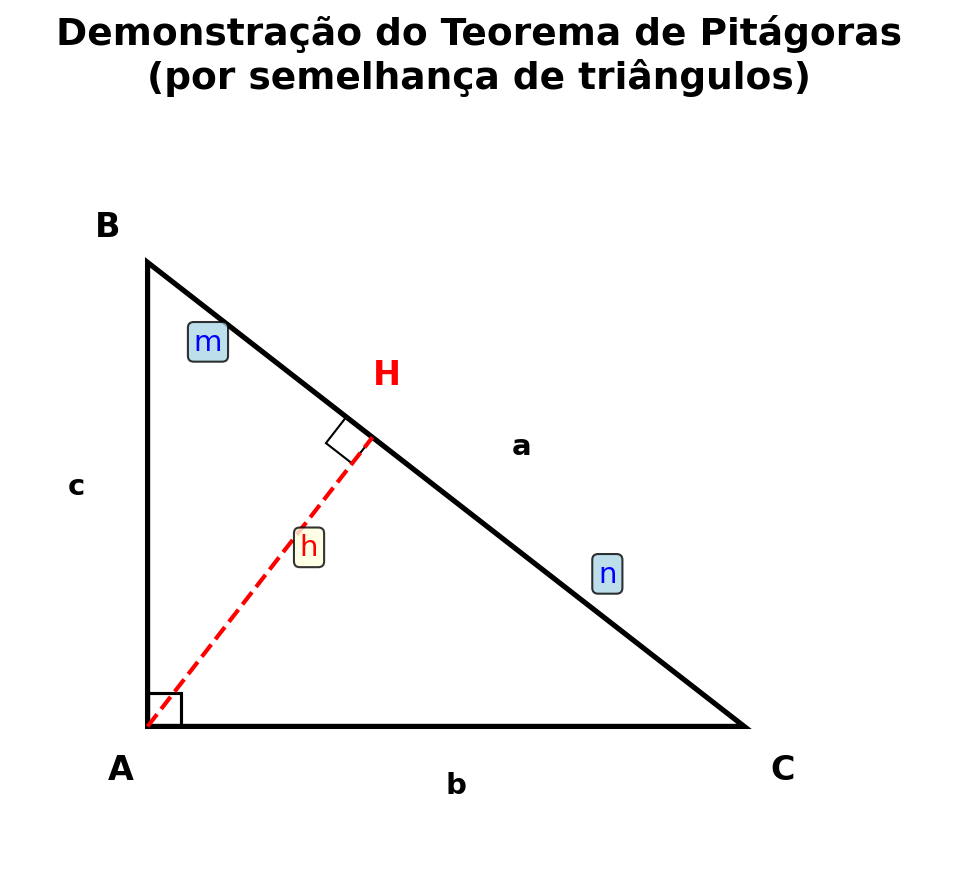 Demonstração do Teorema de Pitágoras
(por semelhança de triângulos)
B
m
H
a
c
h
n
A
b
C